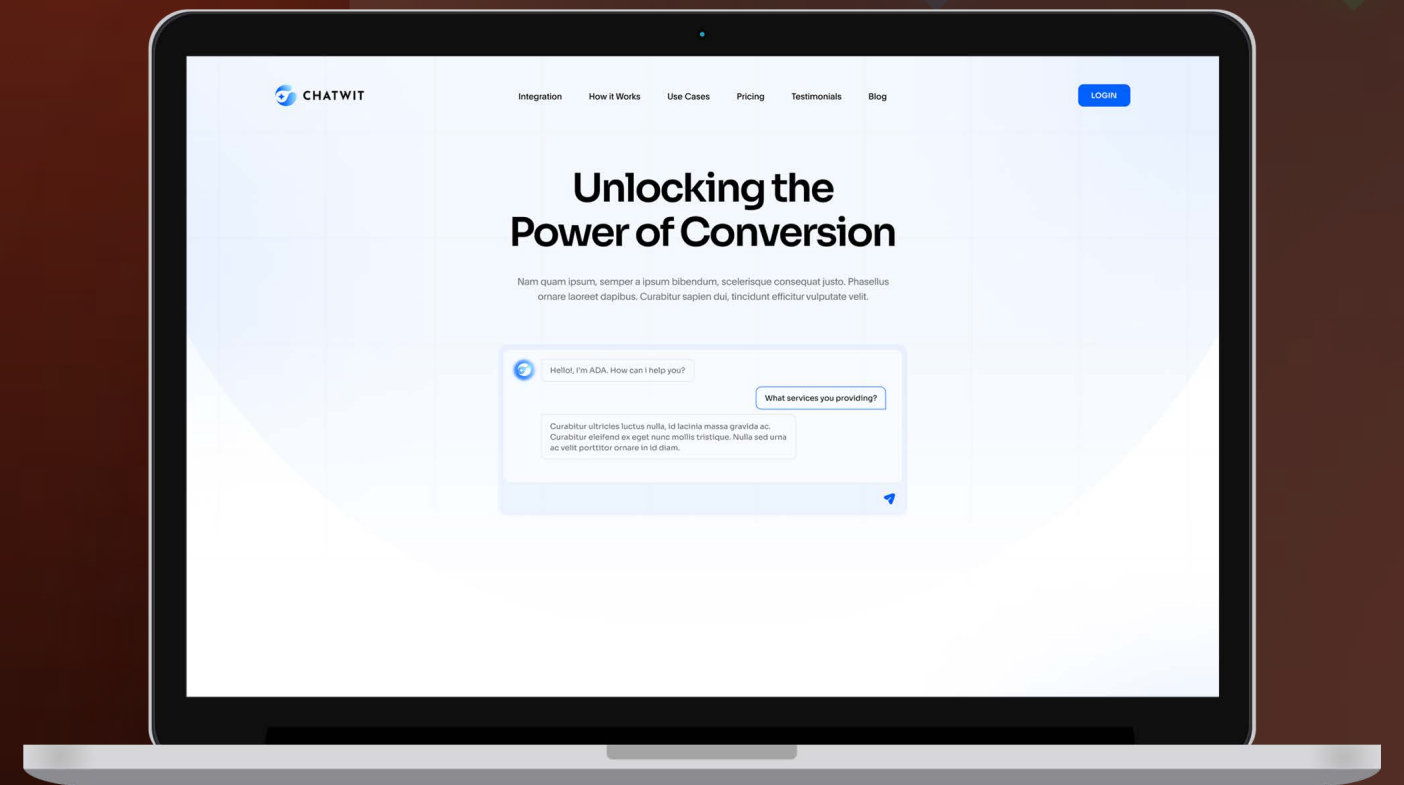 CHATWIT
Integration
How it Works
Use Cases
Pricing
Testimonials
Blog
LOGIN
Unlocking the
Power of Conversion
Nam quam ipsum, semper a ipsum bibendum, scelerisque consequat justo. Phasellus
ornare laoreet dapibus. Curabitur sapien dui, tincidunt efficitur vulputate velit.
Hello!, I'm ADA. How can i help you?
What services you providing?
Curabitur ultricies luctus nulla, id lacinia massa gravida ac.
Curabitur eleifend ex eget nunc mollis tristique. Nulla sed urna
ac velit porttitor ornare in id diam.